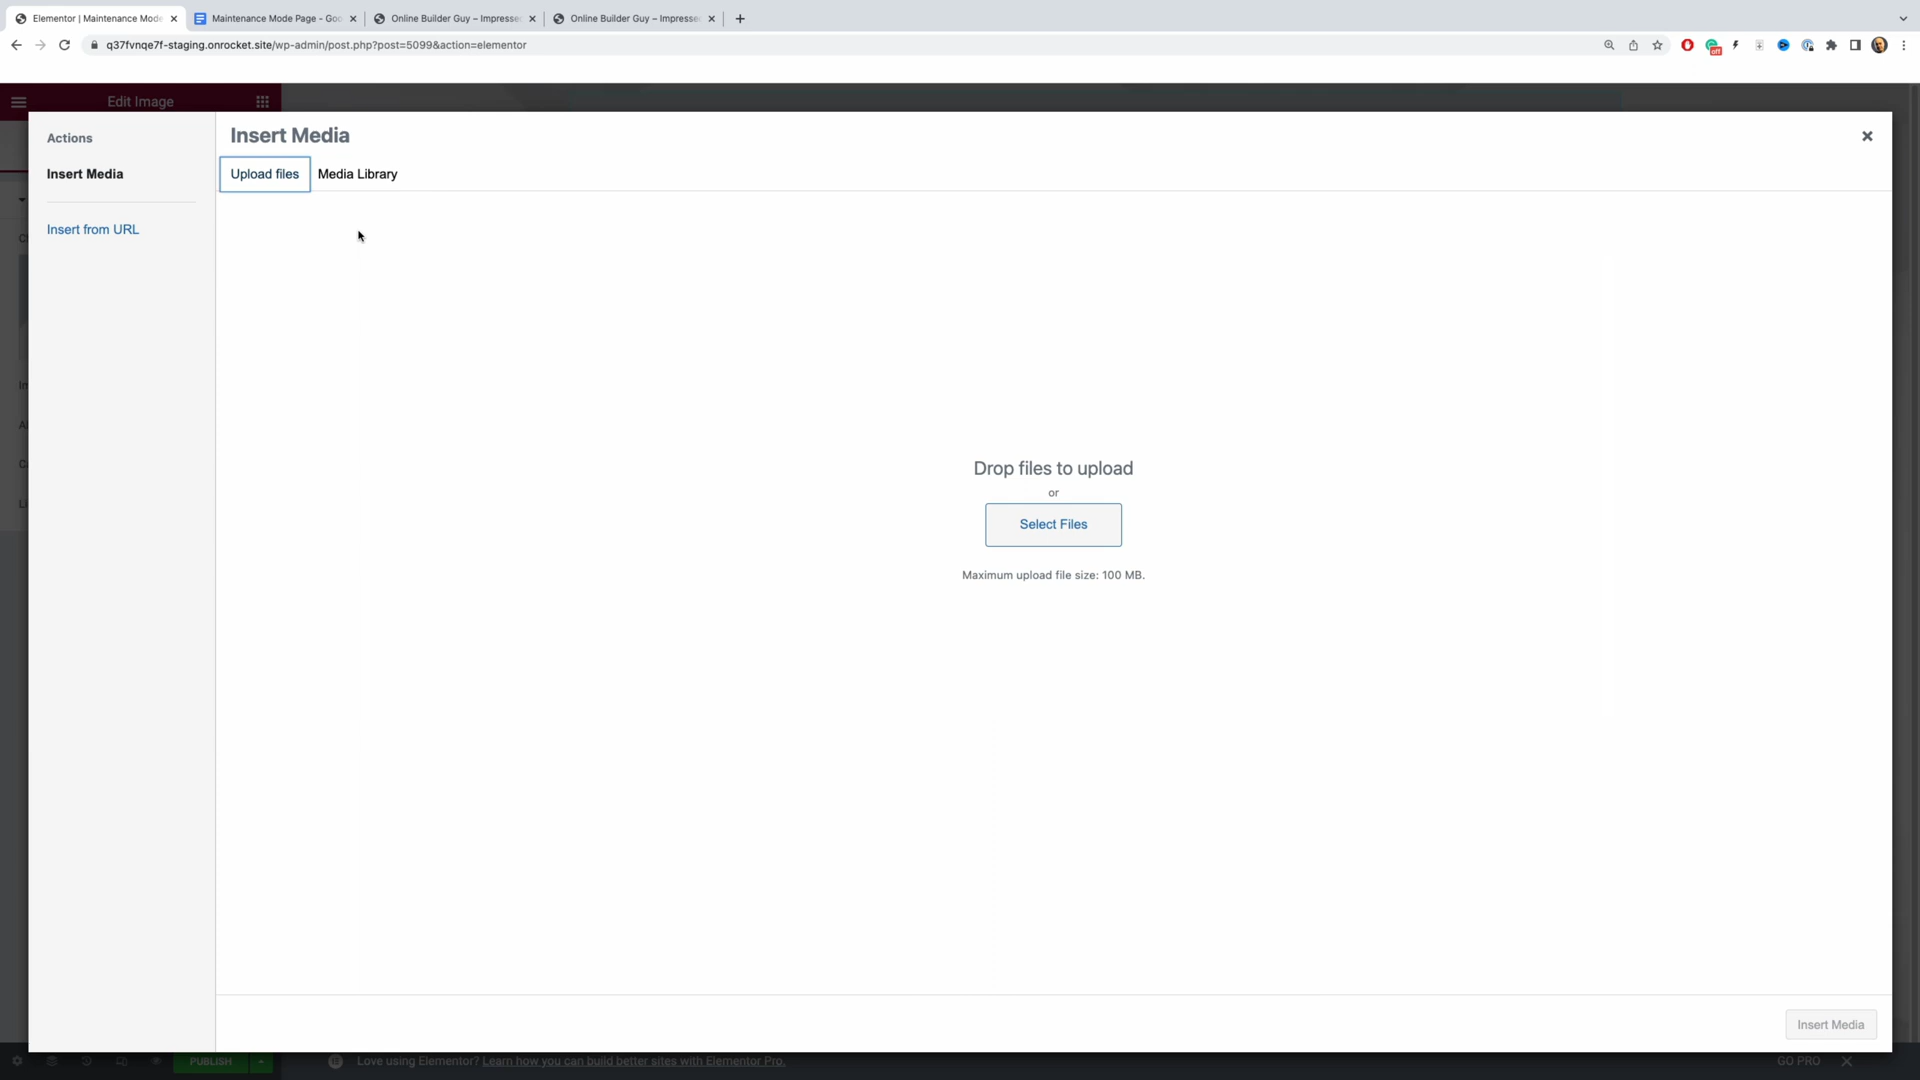 Elementor | Maintenance Mode
Maintenance Mode Page - Goo
Online Builder Guy – Impresse
Online Builder Guy – Impresse
q37fvnqe7f-staging.onrocket.site/wp-admin/post.php?post=5099&action=elementor
off
Edit Image
Actions
Insert Media
Insert from URL
Insert Media
Upload files
Media Library
Drop files to upload
or
Select Files
Maximum upload file size: 100 MB.
Insert Media
PUBLISH
Love using Elementor? Learn how you can build better sites with Elementor Pro.
GO PRO